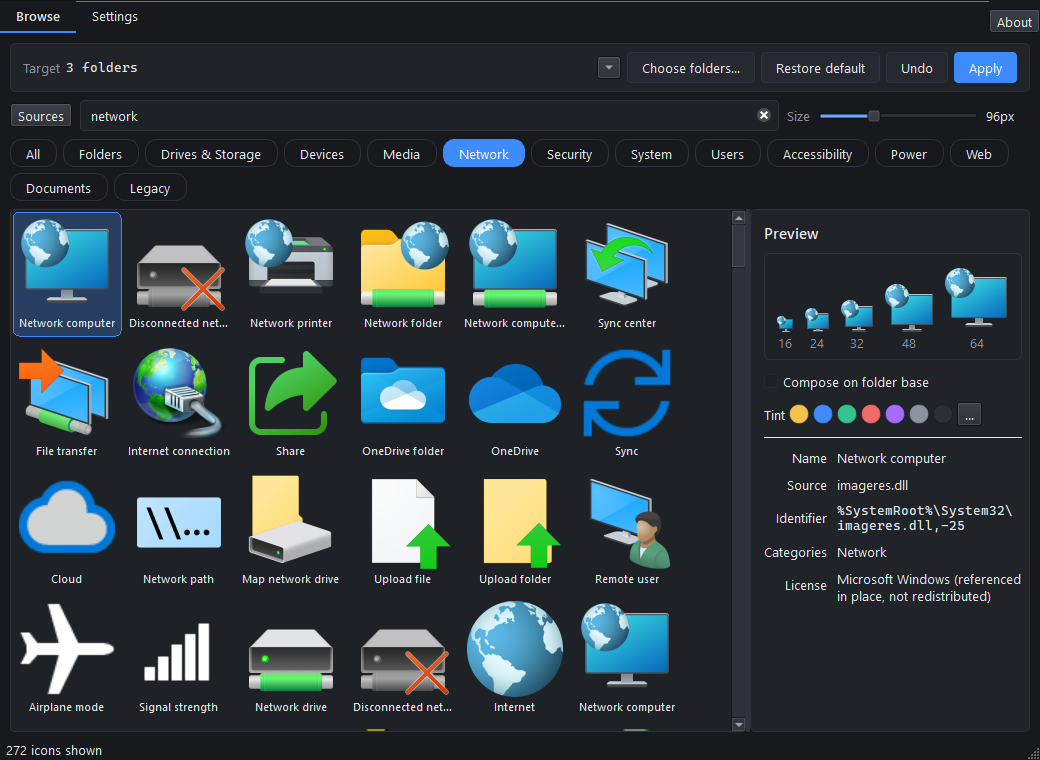 Browse Settings
About
Target 3 folders Choose folders... Restore default Undo Apply
Sources network Size 96px
All Folders Drives & Storage Devices Media Network Security System Users Accessibility Power Web
Documents Legacy
Network computer Disconnected net... Network printer Network folder Network compute... Sync center
File transfer Internet connection Share OneDrive folder OneDrive Sync
\\...
Cloud Network path Map network drive Upload file Upload folder Remote user
Airplane mode Signal strength Network drive Disconnected net... Internet Network computer
Preview
16 24 32 48 64
Compose on folder base
Tint ...
Name Network computer
Source imageres.dll
Identifier %SystemRoot%\System32\
imageres.dll,-25
Categories Network
License Microsoft Windows (referenced
in place, not redistributed)
272 icons shown